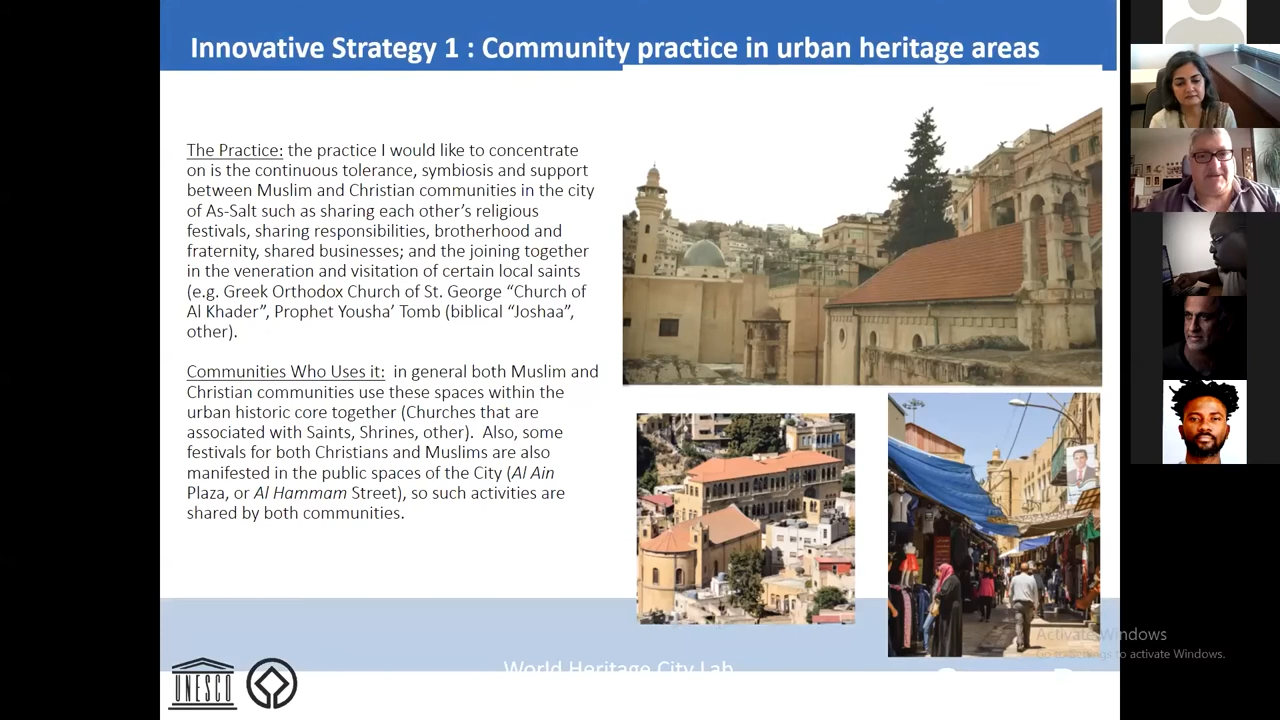 Innovative Strategy 1 : Community practice in urban heritage areas
The Practice: the practice I would like to concentrate
on is the continuous tolerance, symbiosis and support
between Muslim and Christian communities in the city
of As-Salt such as sharing each other’s religious
festivals, sharing responsibilities, brotherhood and
fraternity, shared businesses; and the joining together
in the veneration and visitation of certain local saints
(e.g. Greek Orthodox Church of St. George “Church of
Al Khader”, Prophet Yousha’ Tomb (biblical “Joshaa”,
other).
Communities Who Uses it:  in general both Muslim and
Christian communities use these spaces within the
urban historic core together (Churches that are
associated with Saints, Shrines, other).  Also, some
festivals for both Christians and Muslims are also
manifested in the public spaces of the City (Al Ain
Plaza, or Al Hammam Street), so such activities are
shared by both communities.
Activate Windows
Go to Settings to activate Windows.
World Heritage City Lab
UNESCO